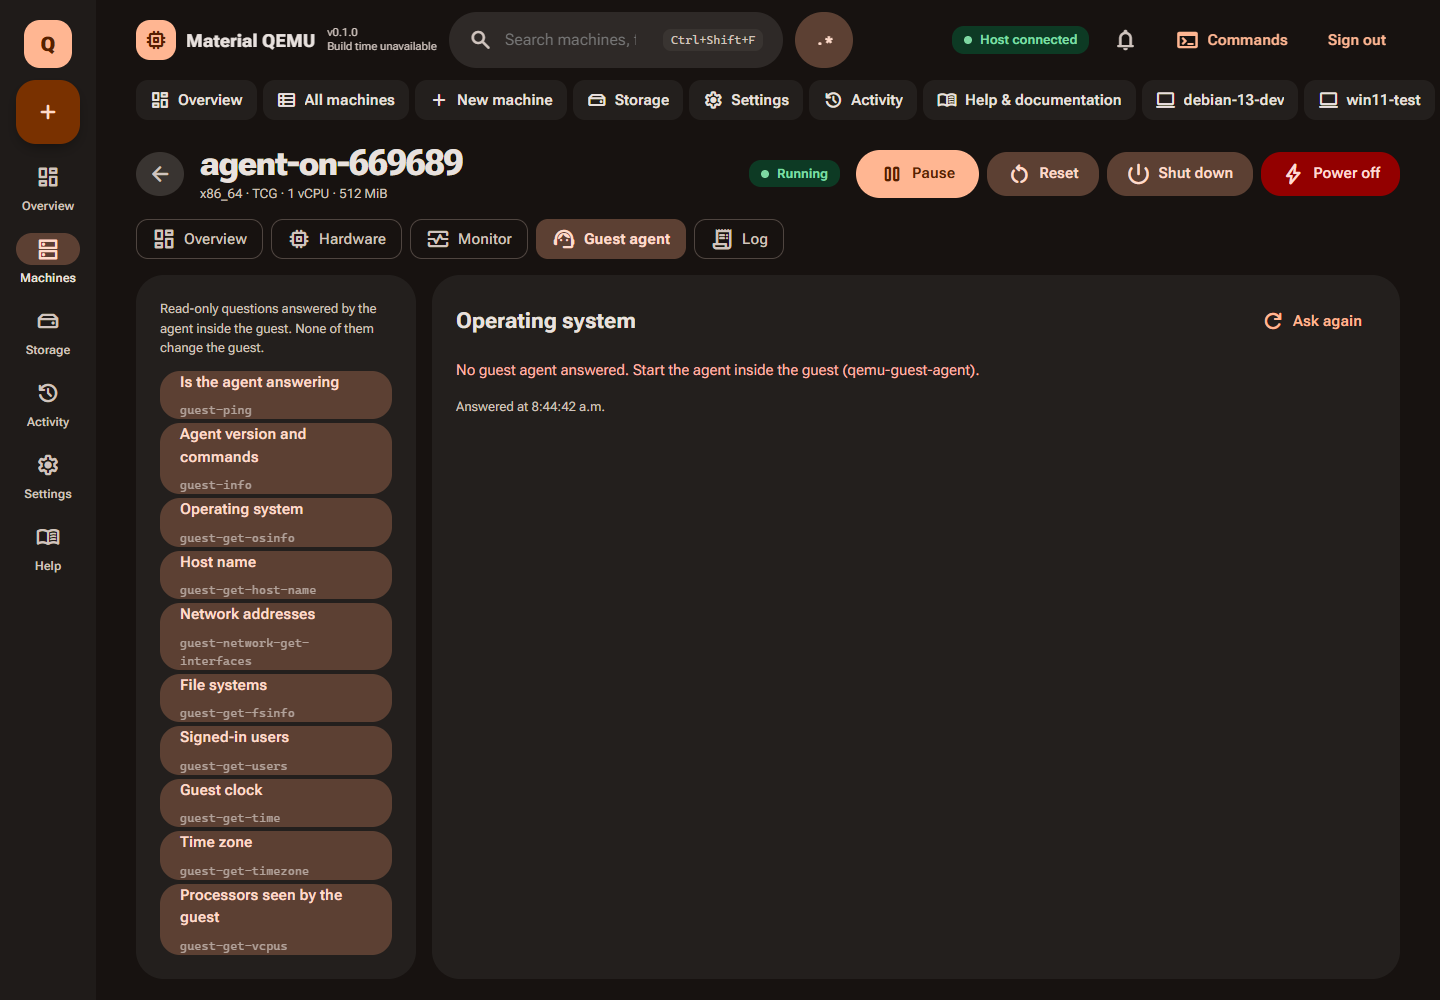 Q
Material QEMU
v0.1.0
Build time unavailable
Search machines,
Ctrl+Shift+F
.*
Host connected
Commands
Sign out
Overview
All machines
New machine
Storage
Settings
Activity
Help & documentation
debian-13-dev
win11-test
Overview
Machines
Storage
Activity
Settings
Help
agent-on-669689
x86_64 · TCG · 1 vCPU · 512 MiB
Running
Pause
Reset
Shut down
Power off
Overview
Hardware
Monitor
Guest agent
Log
Read-only questions answered by the
agent inside the guest. None of them
change the guest.
Is the agent answering
guest-ping
Agent version and
commands
guest-info
Operating system
guest-get-osinfo
Host name
guest-get-host-name
Network addresses
guest-network-get-
interfaces
File systems
guest-get-fsinfo
Signed-in users
guest-get-users
Guest clock
guest-get-time
Time zone
guest-get-timezone
Processors seen by the
guest
guest-get-vcpus
Operating system
Ask again
No guest agent answered. Start the agent inside the guest (qemu-guest-agent).
Answered at 8:44:42 a.m.